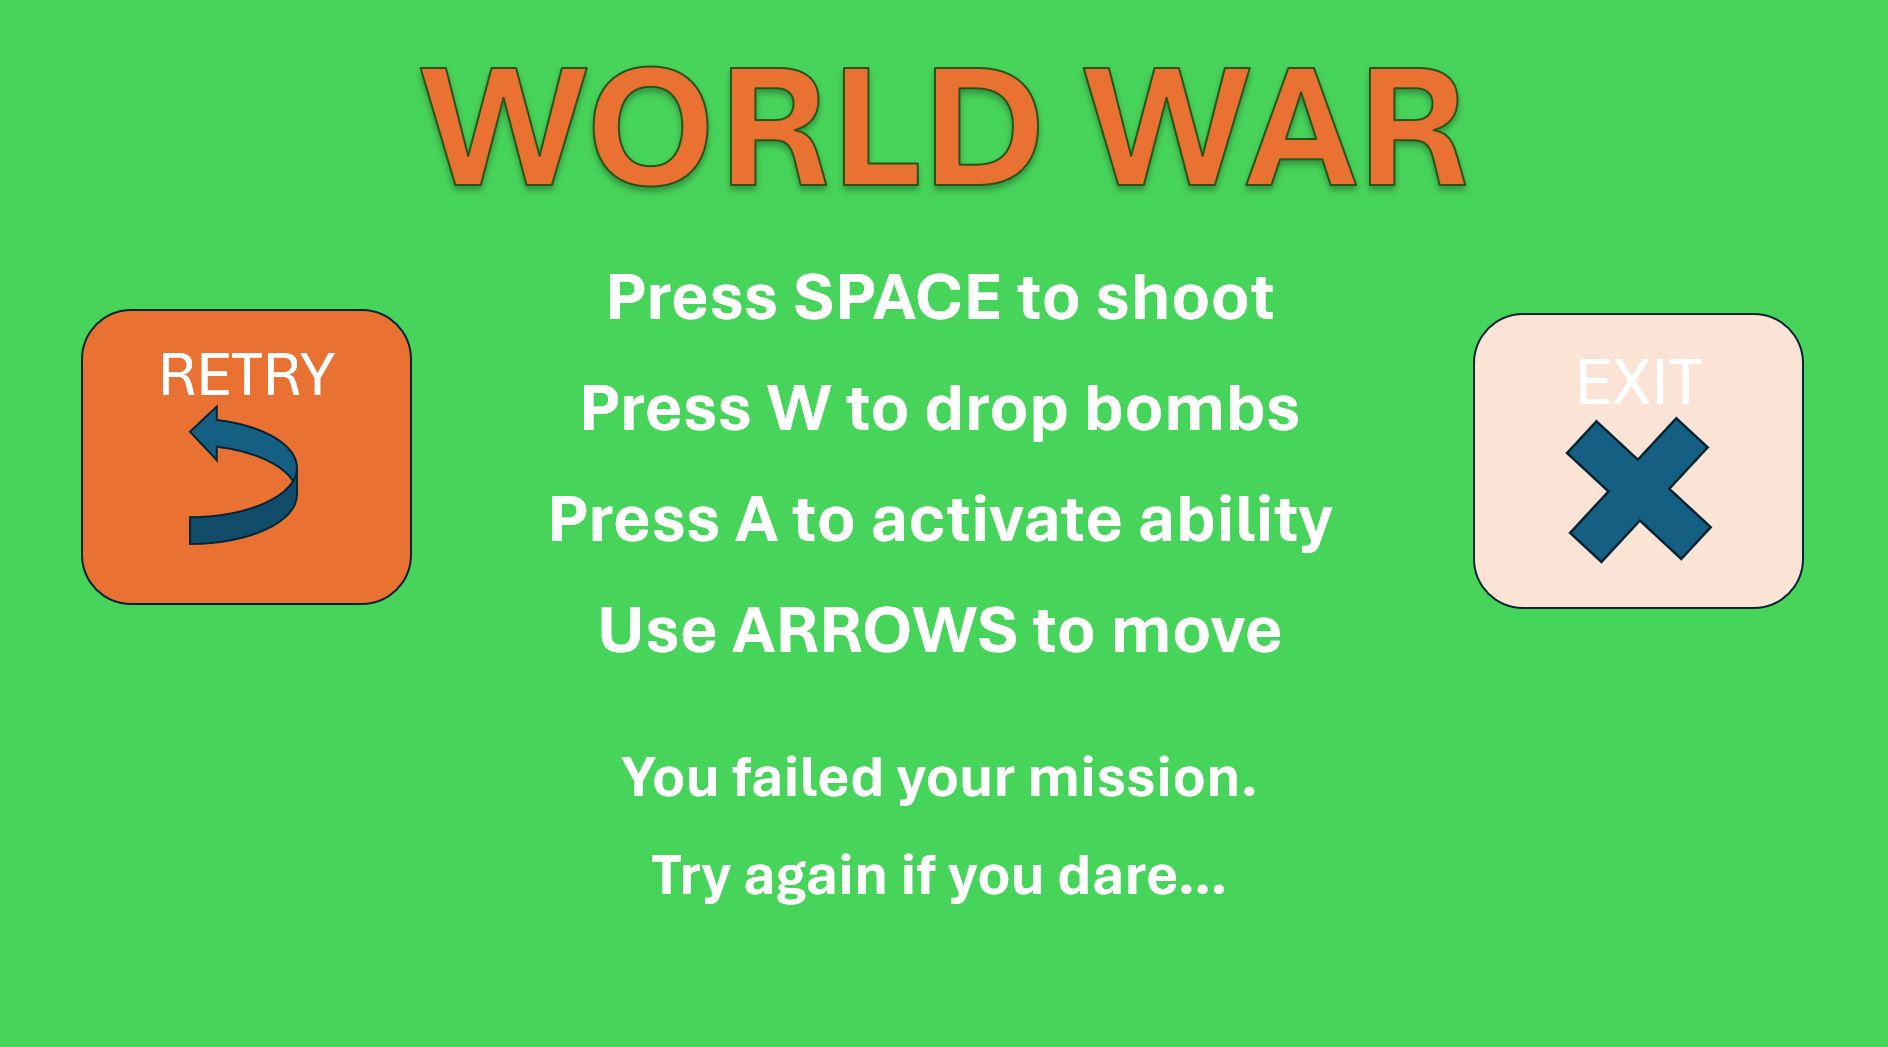 WORLD WAR
Press SPACE to shoot
Press W to drop bombs
Press A to activate ability
Use ARROWS to move
RETRY
EXIT
You failed your mission.
Try again if you dare...